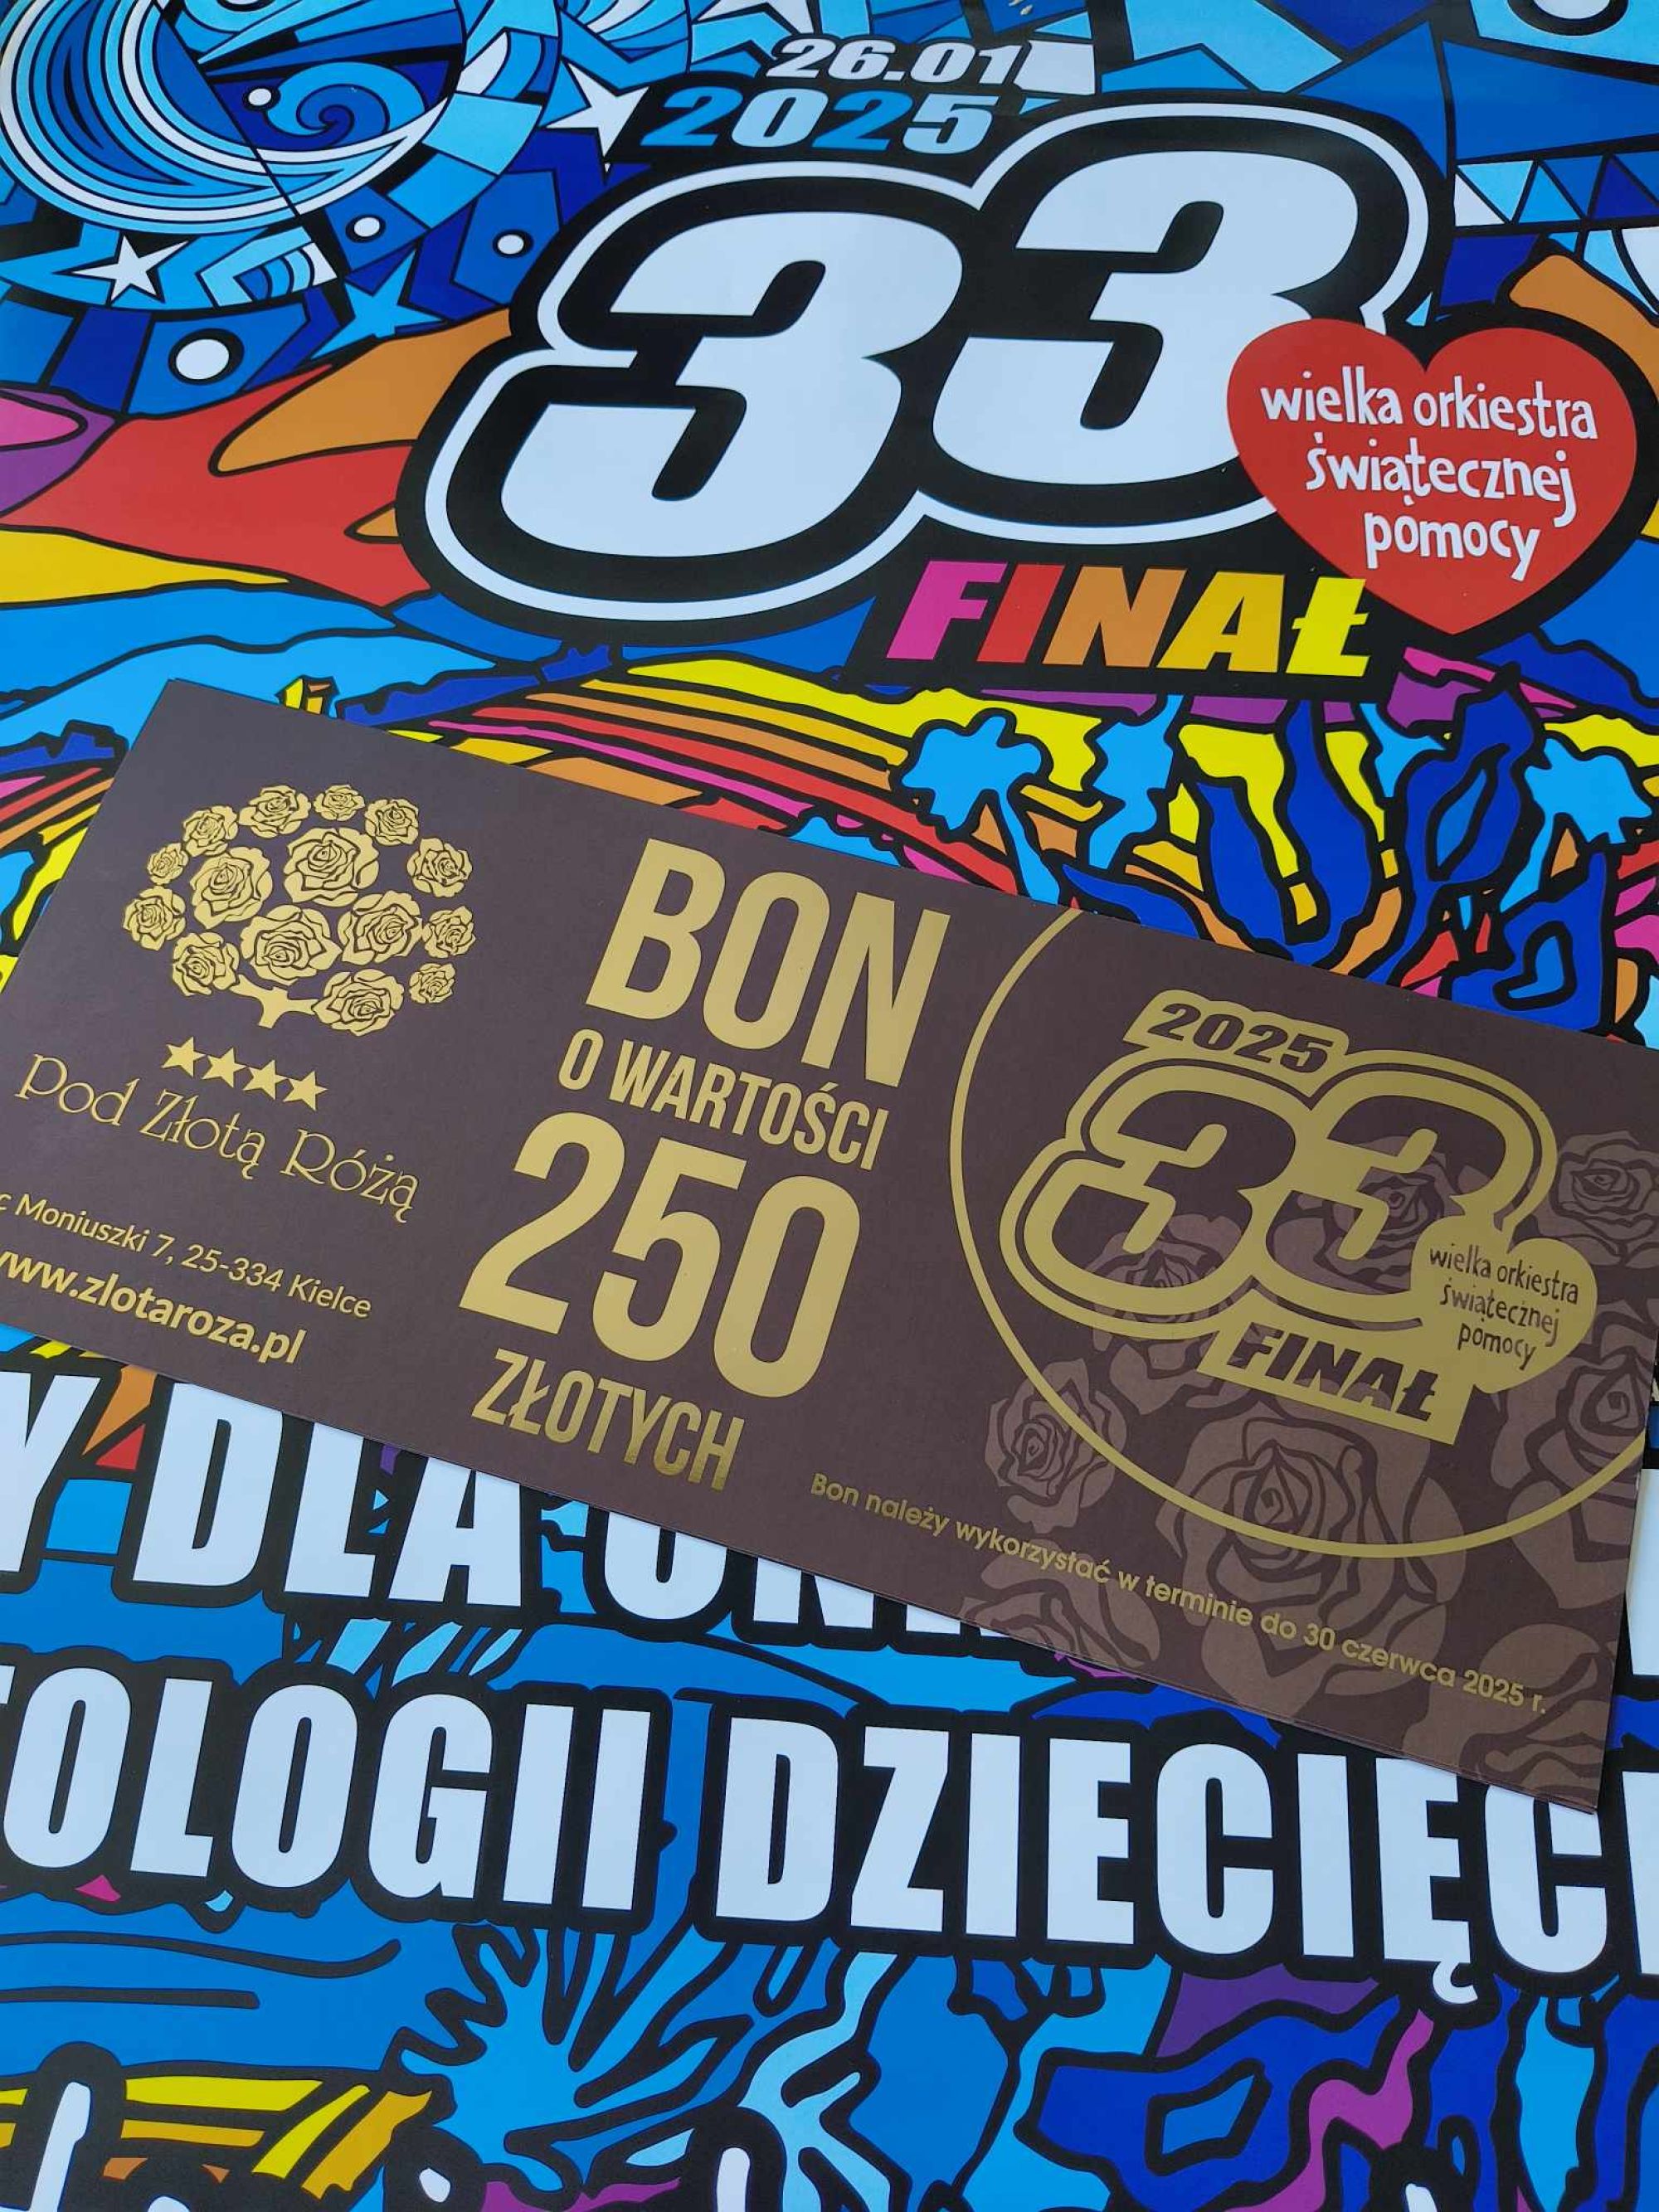 26.01
2025
33
wielka orkiestra
świątecznej
pomocy
FINAŁ
Pod Złotą Różą
Moniuszki 7, 25-334 Kielce
www.zlotaroza.pl
BON
O WARTOŚCI
250
ZŁOTYCH
2025
33
wielka orkiestra
świątecznej
pomocy
FINAŁ
Bon należy wykorzystać w terminie do 30 czerwca 2025 r.
Y DLA
OLOGII DZIECIĘC